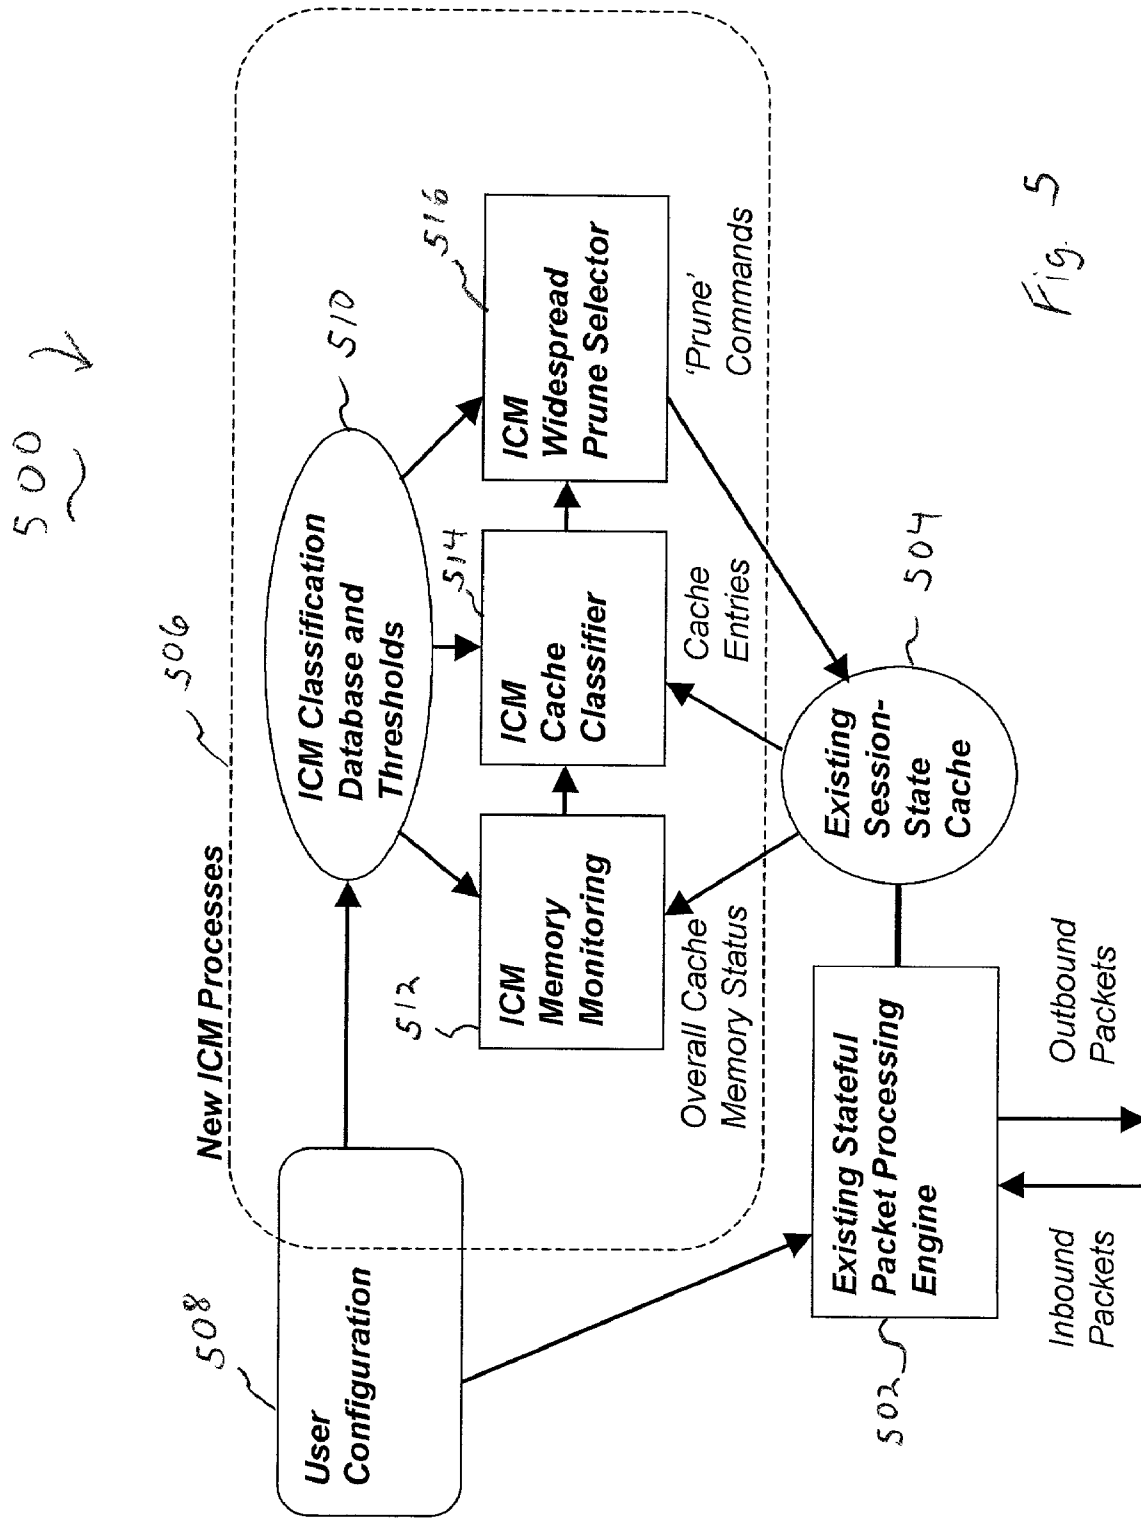 500
506
New ICM Processes
508
User
Configuration
510
ICM Classification
Database and
Thresholds
512
ICM
Memory
Monitoring
514
ICM
Cache
Classifier
516
ICM
Widespread
Prune Selector
Overall Cache
Memory Status
Cache
Entries
'Prune'
Commands
502
Existing Stateful
Packet Processing
Engine
504
Existing
Session-
State
Cache
Inbound
Packets
Outbound
Packets
Fig. 5